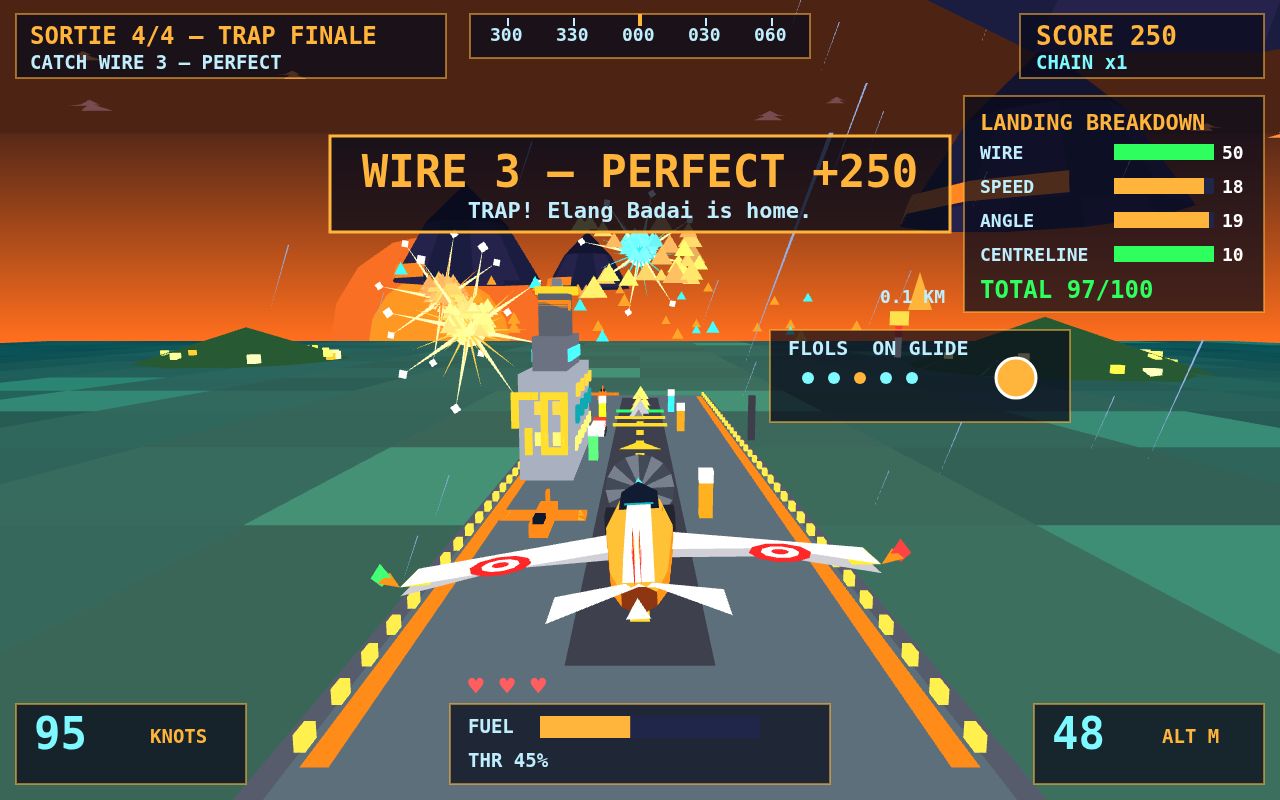 SORTIE 4/4 — TRAP FINALE
CATCH WIRE 3 — PERFECT
300 330 000 030 060
SCORE 250
CHAIN x1
WIRE 3 — PERFECT +250
TRAP! Elang Badai is home.
LANDING BREAKDOWN
WIRE 50
SPEED 18
ANGLE 19
CENTRELINE 10
TOTAL 97/100
0.1 KM
FLOLS ON GLIDE
95 KNOTS
FUEL
THR 45%
48 ALT M